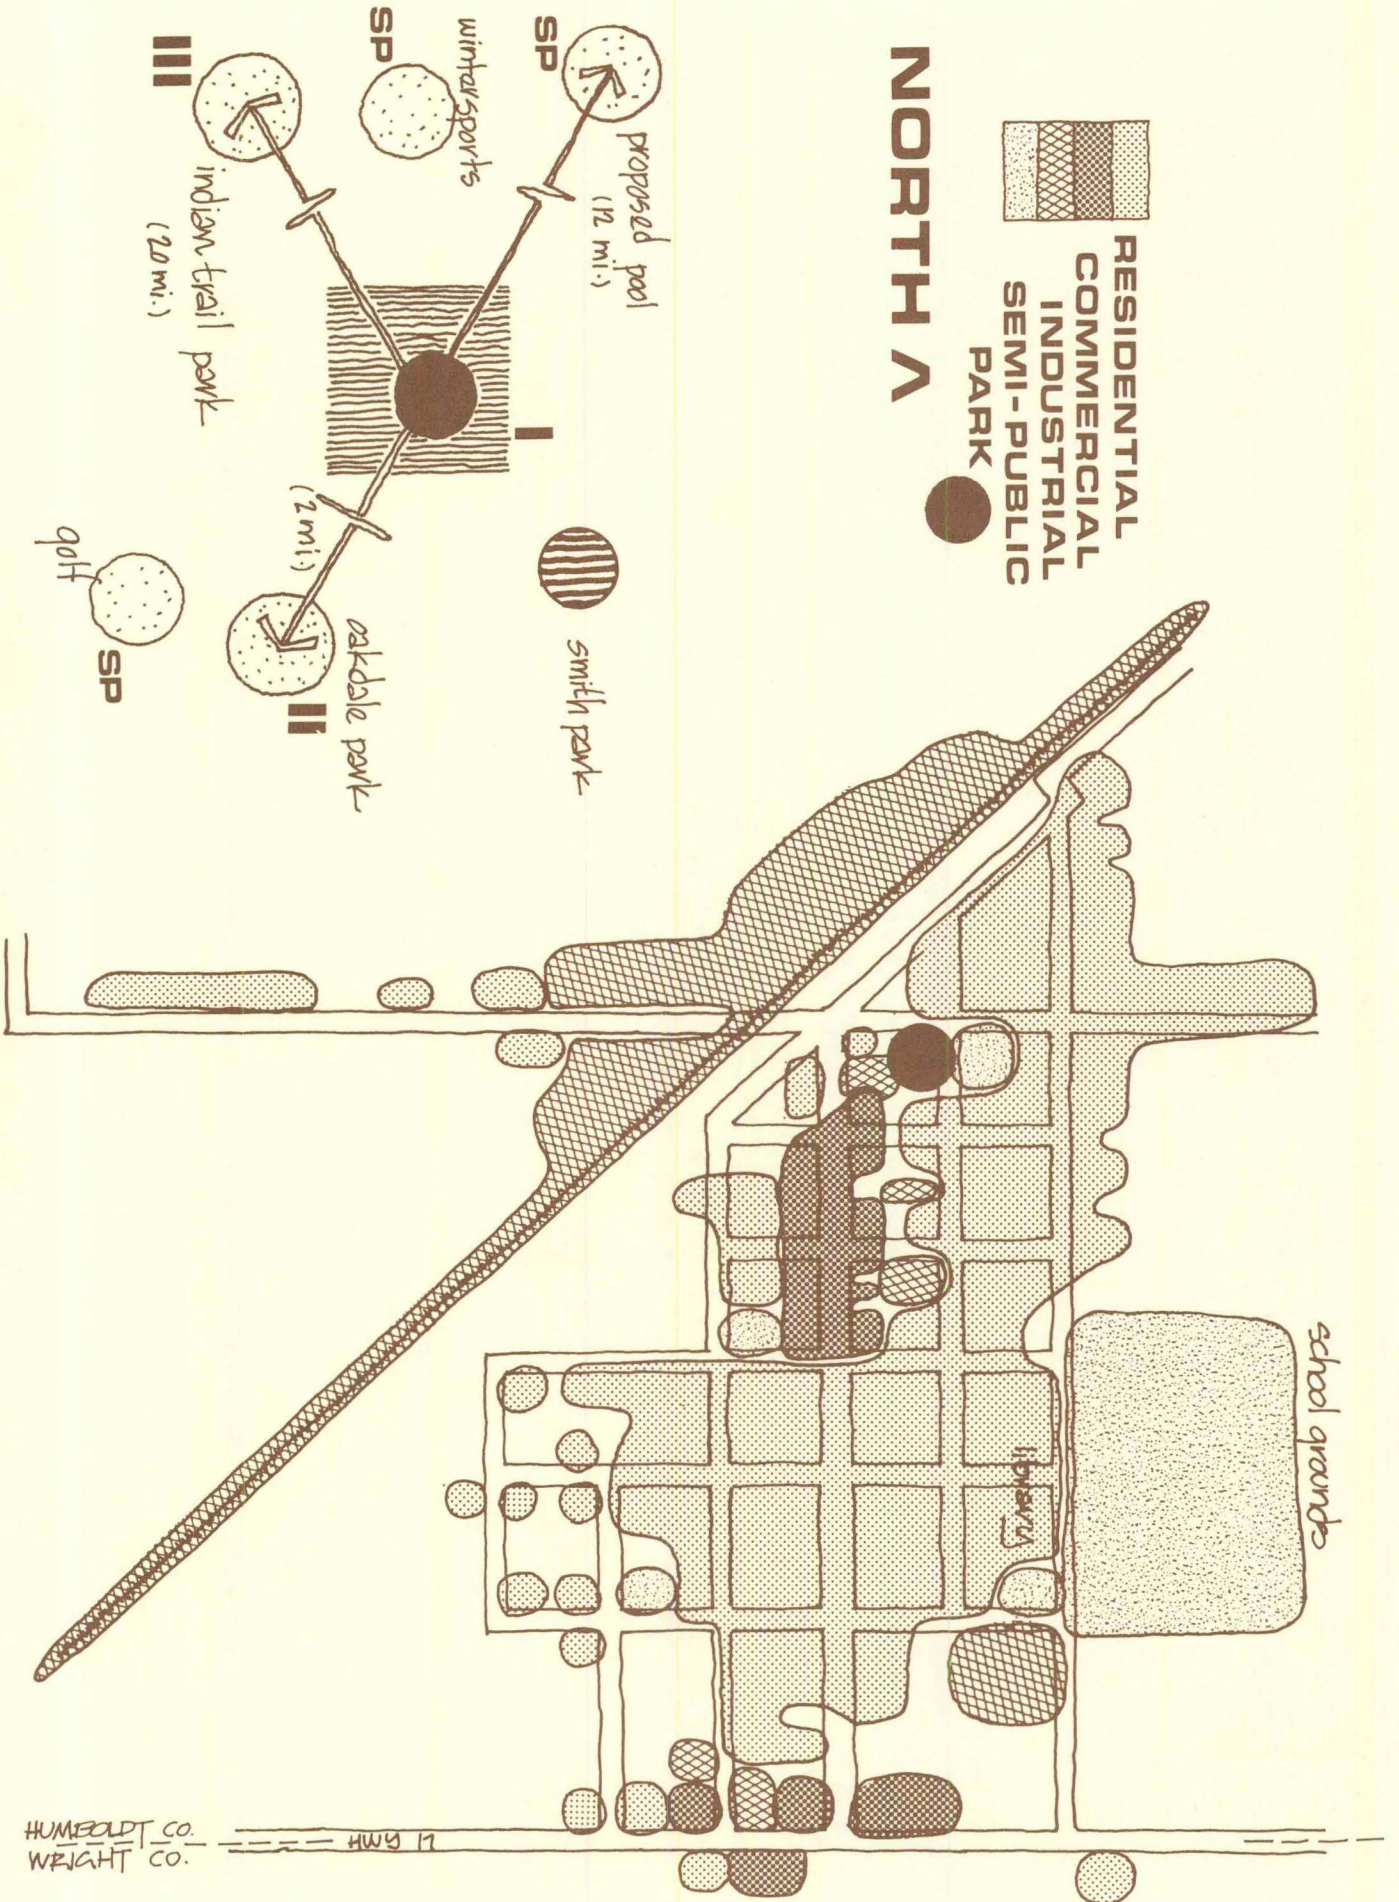 RESIDENTIAL
COMMERCIAL
INDUSTRIAL
SEMI-PUBLIC
PARK
NORTH Λ
SP
proposed pool
(12 mi.)
wintersports
SP
III
indian trail park
(20 mi.)
I
smith park
(2 mi.)
oakdale park
II
golf
SP
school grounds
library
HUMBOLDT CO.
WRIGHT CO.
HWY 17